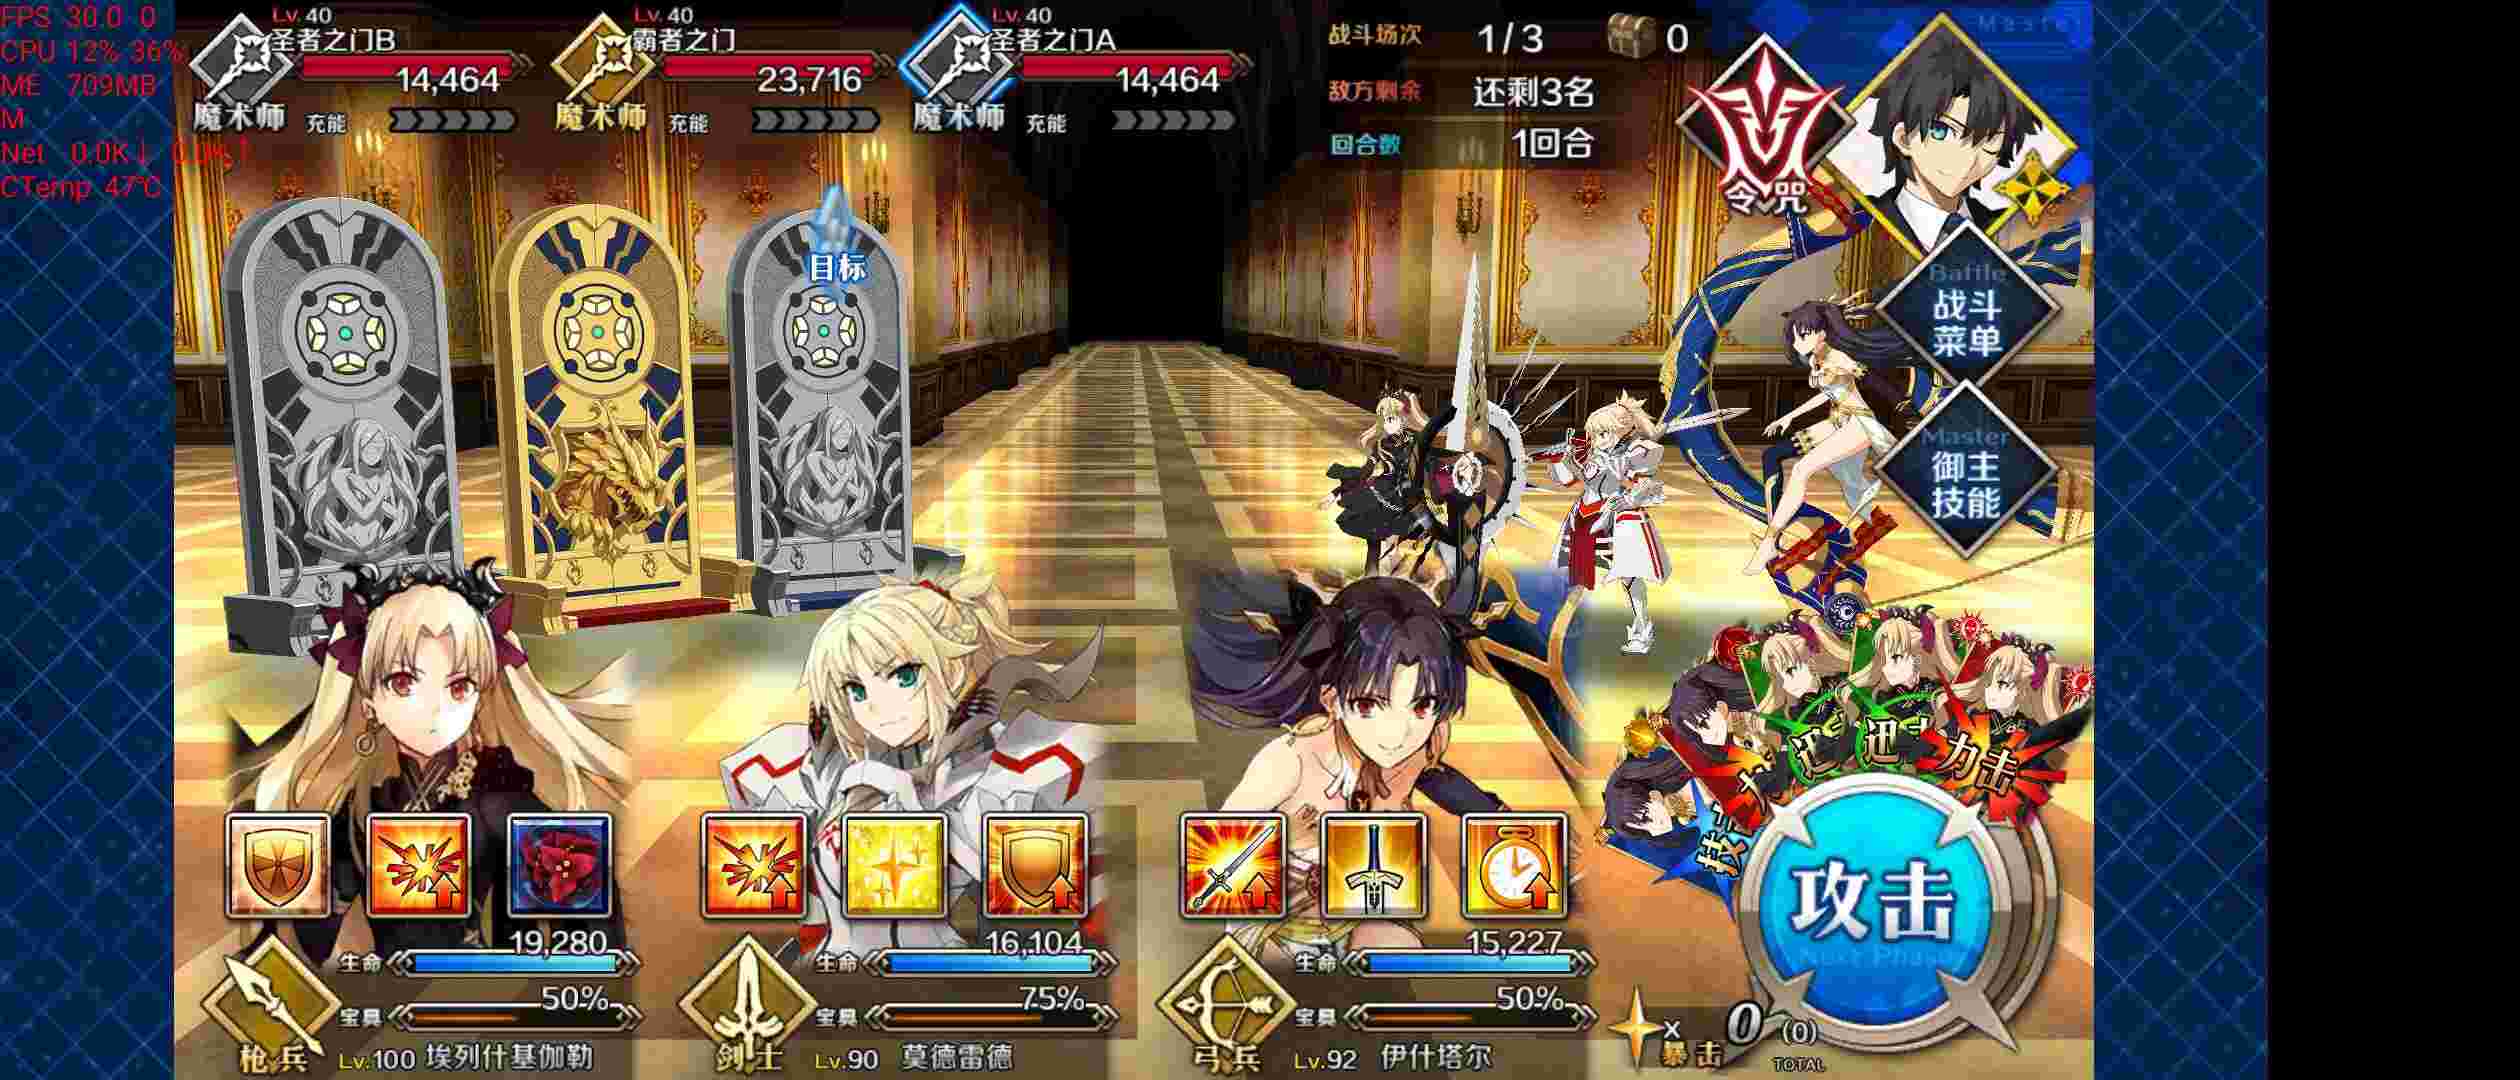 FPS 30.0 0
CPU 12% 36%
ME 709MB
M
Net 0.0K↓ 0.0K↑
CTemp 47℃
Lv.40
圣者之门B
14,464
魔术师 充能
Lv.40
霸者之门
23,716
魔术师 充能
Lv.40
圣者之门A
14,464
魔术师 充能
战斗场次 1/3 0
敌方剩余 还剩3名
回合数 1回合
令咒
Master
目标
Battle
战斗
菜单
Master
御主
技能
迅 迅 力击
攻击
Next Phase
19,280
生命
50%
宝具
枪兵 Lv.100 埃列什基伽勒
16,104
生命
75%
宝具
剑士 Lv.90 莫德雷德
15,227
生命
50%
宝具
弓兵 Lv.92 伊什塔尔
x 0 (0)
暴击 TOTAL